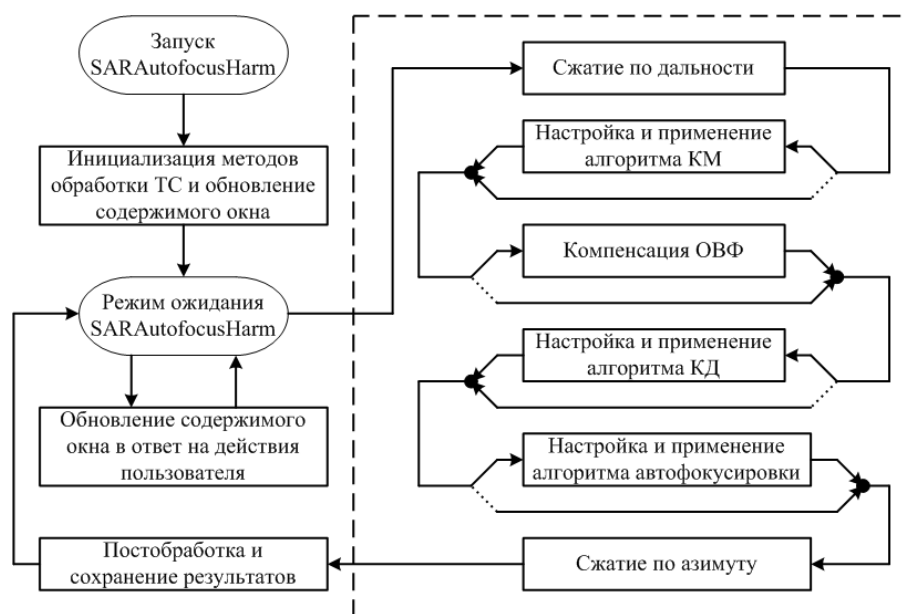 Запуск
SARAutofocusHarm
Инициализация методов
обработки ТС и обновление
содержимого окна
Режим ожидания
SARAutofocusHarm
Обновление содержимого
окна в ответ на действия
пользователя
Постобработка и
сохранение результатов
Сжатие по дальности
Настройка и применение
алгоритма КМ
Компенсация ОВФ
Настройка и применение
алгоритма КД
Настройка и применение
алгоритма автофокусировки
Сжатие по азимуту